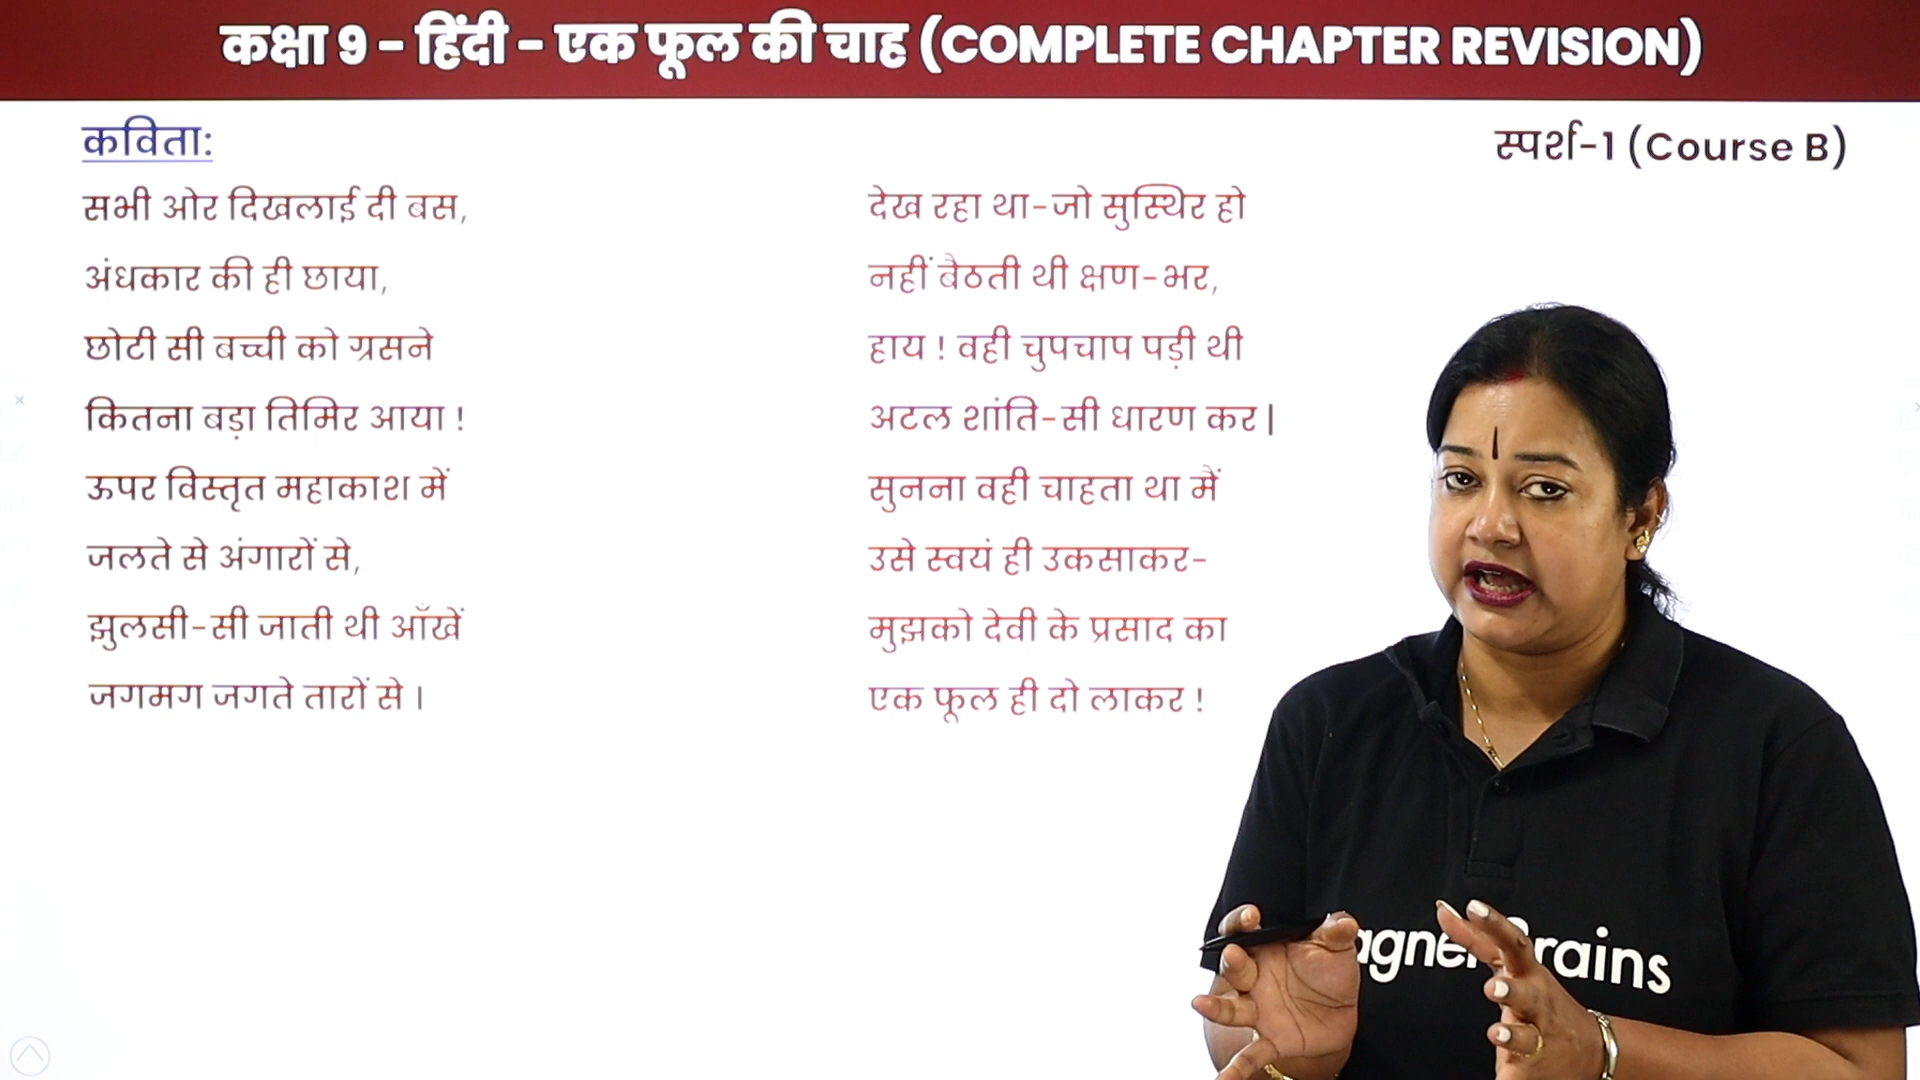 कक्षा 9 - हिंदी - एक फूल की चाह (COMPLETE CHAPTER REVISION)
कविता:
स्पर्श-1 (Course B)
सभी ओर दिखलाई दी बस,
अंधकार की ही छाया,
छोटी सी बच्ची को ग्रसने
कितना बड़ा तिमिर आया !
ऊपर विस्तृत महाकाश में
जलते से अंगारों से,
झुलसी-सी जाती थी आँखें
जगमग जगते तारों से ।
देख रहा था-जो सुस्थिर हो
नहीं बैठती थी क्षण-भर,
हाय ! वही चुपचाप पड़ी थी
अटल शांति-सी धारण कर |
सुनना वही चाहता था मैं
उसे स्वयं ही उकसाकर-
मुझको देवी के प्रसाद का
एक फूल ही दो लाकर !